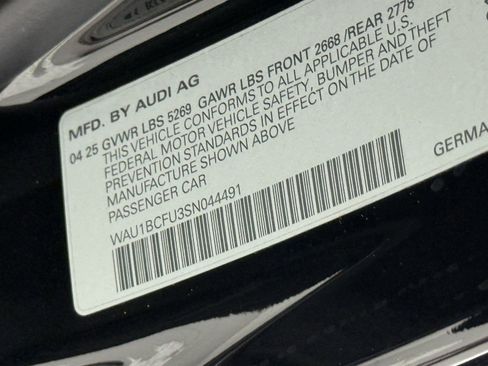 MFD. BY AUDI AG
04 25 GVWR LBS 5269 GAWR LBS FRONT 2668 /REAR 2778
THIS VEHICLE CONFORMS TO ALL APPLICABLE U.S.
FEDERAL MOTOR VEHICLE SAFETY, BUMPER AND THEFT
PREVENTION STANDARDS IN EFFECT ON THE DATE OF
MANUFACTURE SHOWN ABOVE
PASSENGER CAR
GERMA
WAU1BCFU3SN044491